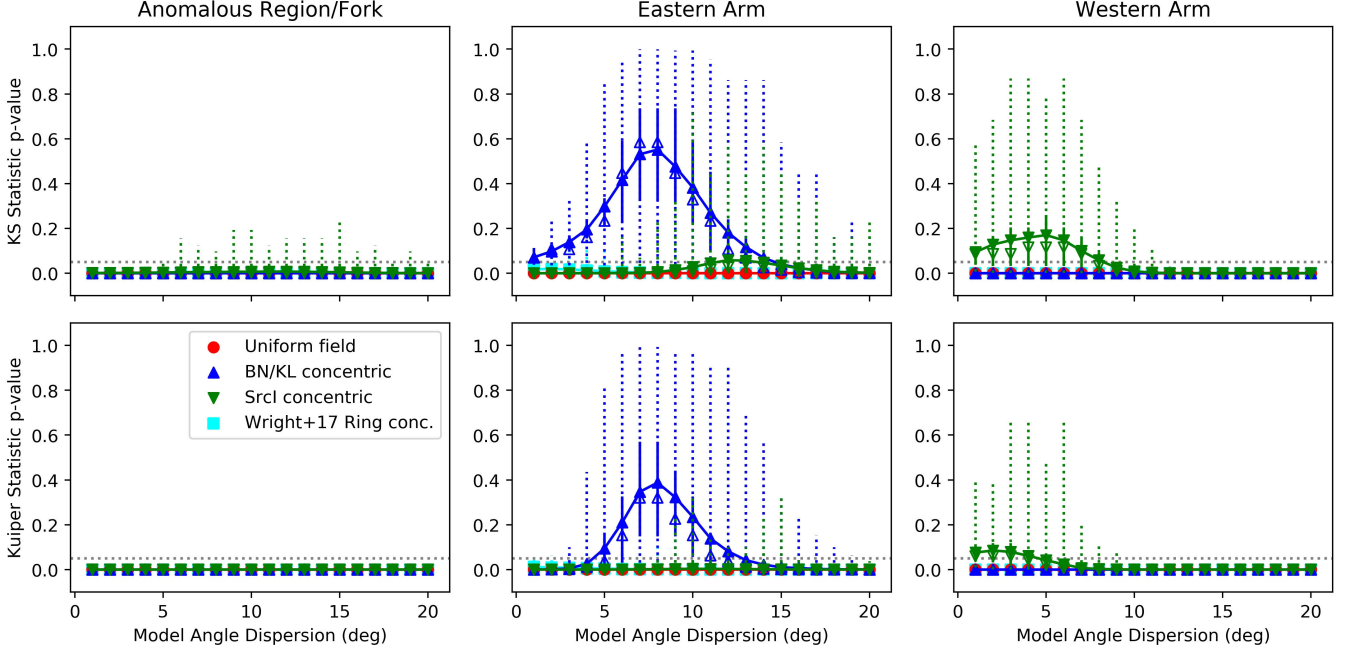 Anomalous Region/Fork
Eastern Arm
Western Arm
KS Statistic p-value
1.0
0.8
0.6
0.4
0.2
0.0
1.0
0.8
0.6
0.4
0.2
0.0
1.0
0.8
0.6
0.4
0.2
0.0
Kuiper Statistic p-value
1.0
0.8
0.6
0.4
0.2
0.0
Uniform field
BN/KL concentric
SrcI concentric
Wright+17 Ring conc.
1.0
0.8
0.6
0.4
0.2
0.0
1.0
0.8
0.6
0.4
0.2
0.0
0 5 10 15 20
0 5 10 15 20
0 5 10 15 20
Model Angle Dispersion (deg)
Model Angle Dispersion (deg)
Model Angle Dispersion (deg)